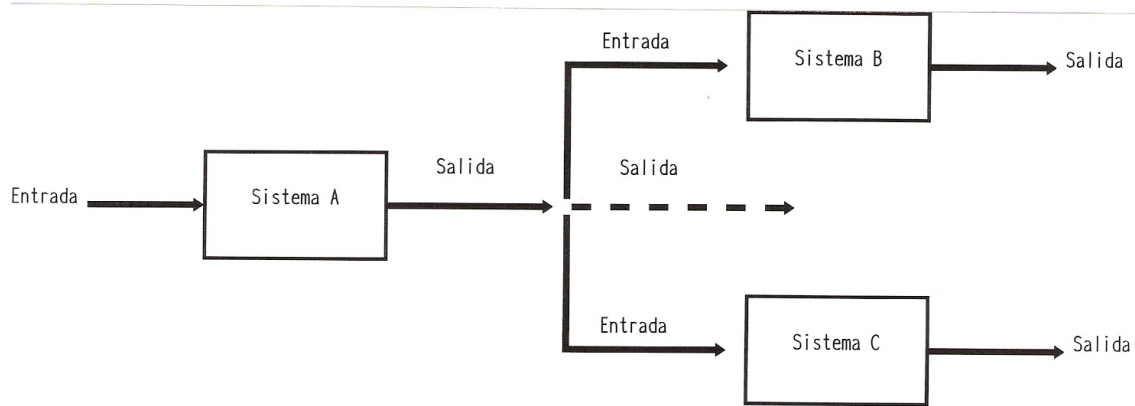 Entrada
Sistema A
Salida
Entrada
Sistema B
Salida
Salida
Entrada
Sistema C
Salida